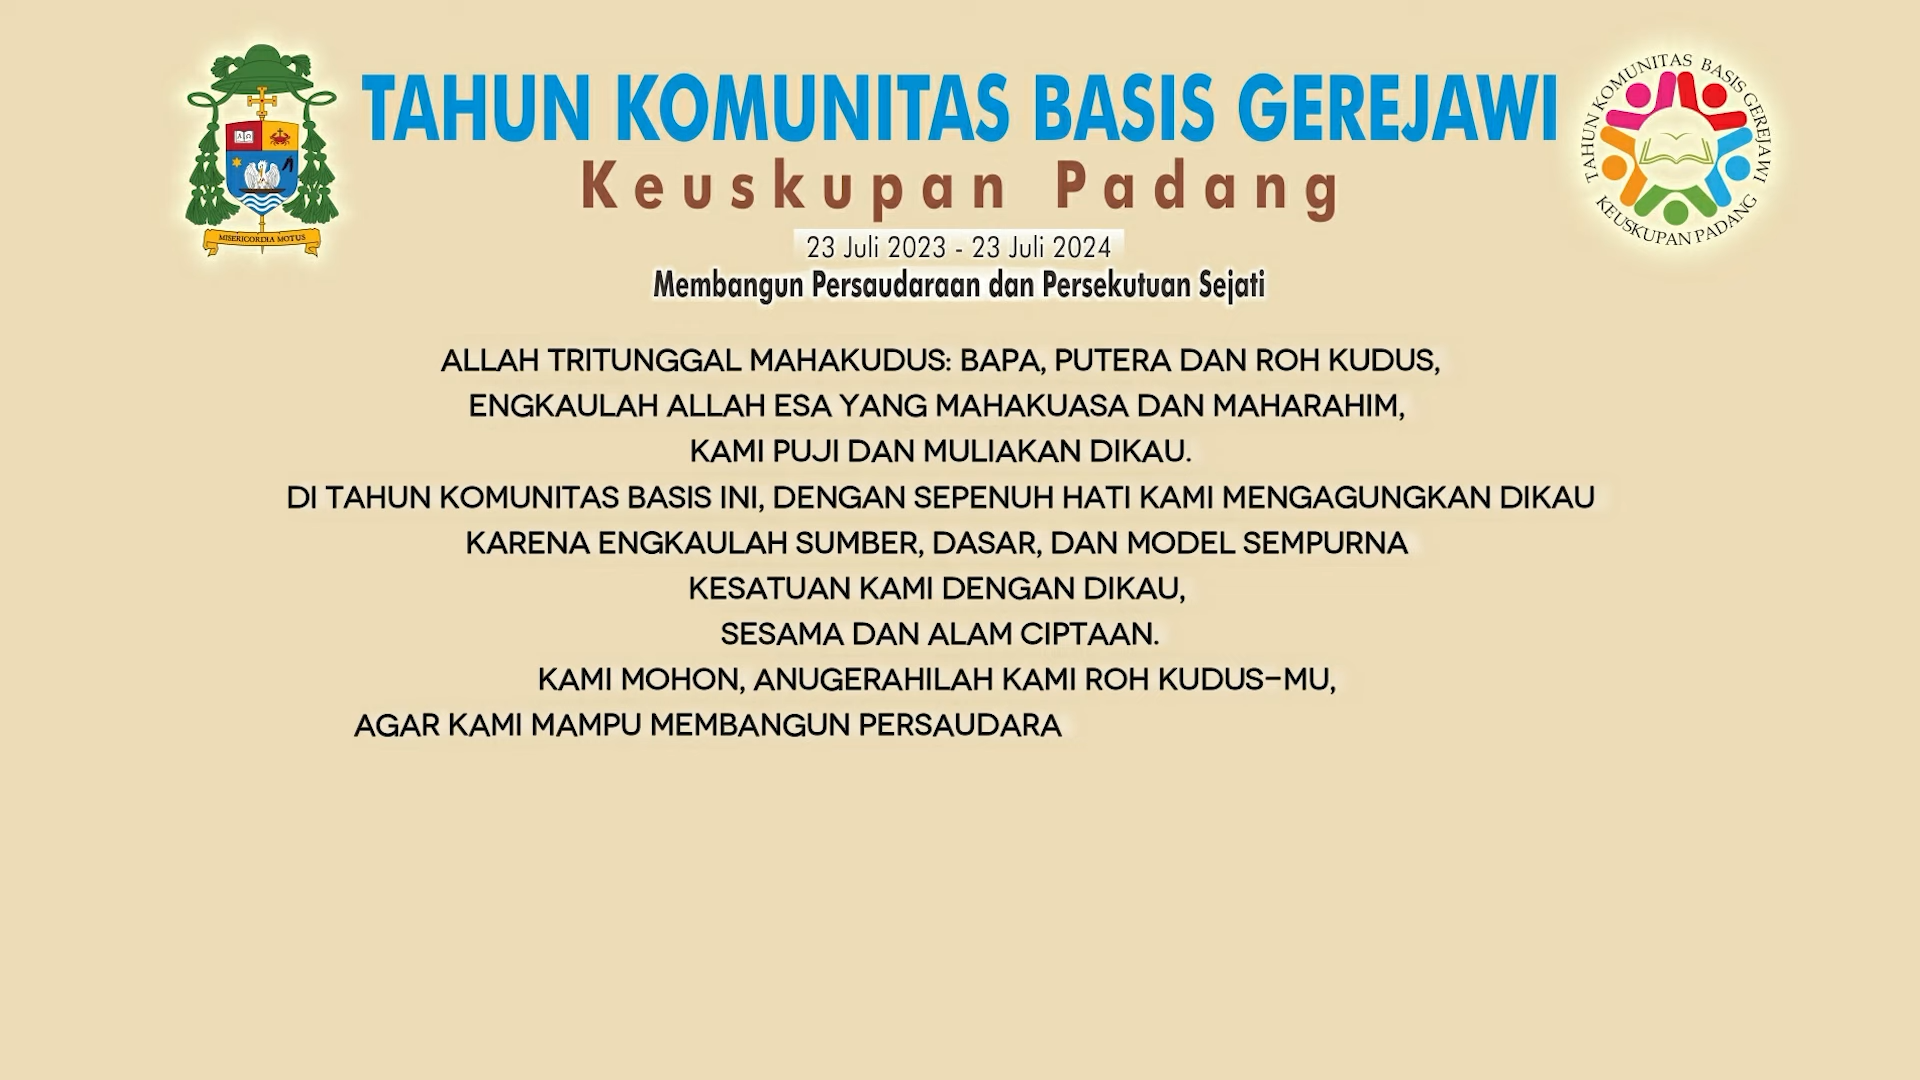 TAHUN KOMUNITAS BASIS GEREJAWI
Keuskupan Padang
23 Juli 2023 - 23 Juli 2024
Membangun Persaudaraan dan Persekutuan Sejati
MISERICORDIA MOTUS
TAHUN KOMUNITAS BASIS GEREJAWI
KEUSKUPAN PADANG
ALLAH TRITUNGGAL MAHAKUDUS: BAPA, PUTERA DAN ROH KUDUS,
ENGKAULAH ALLAH ESA YANG MAHAKUASA DAN MAHARAHIM,
KAMI PUJI DAN MULIAKAN DIKAU.
DI TAHUN KOMUNITAS BASIS INI, DENGAN SEPENUH HATI KAMI MENGAGUNGKAN DIKAU
KARENA ENGKAULAH SUMBER, DASAR, DAN MODEL SEMPURNA
KESATUAN KAMI DENGAN DIKAU,
SESAMA DAN ALAM CIPTAAN.
KAMI MOHON, ANUGERAHILAH KAMI ROH KUDUS-MU,
AGAR KAMI MAMPU MEMBANGUN PERSAUDARA